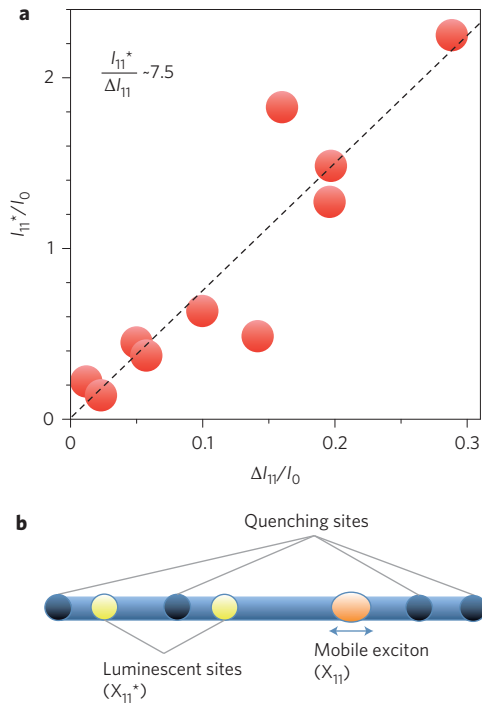 a
I11*
ΔI11
~7.5
2
1
0
I11*/I0
0
0.1
0.2
0.3
ΔI11/I0
b
Quenching sites
Luminescent sites
(X11*)
Mobile exciton
(X11)